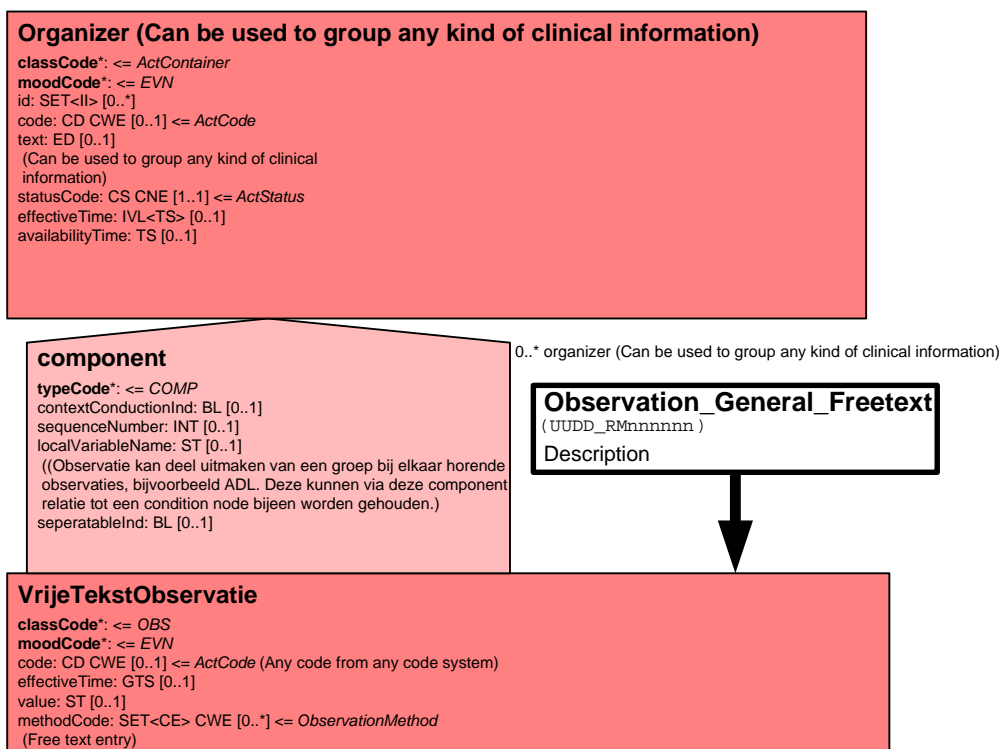 Organizer (Can be used to group any kind of clinical information)
classCode*: <= ActContainer
moodCode*: <= EVN
id: SET<II> [0..*]
code: CD CWE [0..1] <= ActCode
text: ED [0..1]
(Can be used to group any kind of clinical
information)
statusCode: CS CNE [1..1] <= ActStatus
effectiveTime: IVL<TS> [0..1]
availabilityTime: TS [0..1]
component
typeCode*: <= COMP
contextConductionInd: BL [0..1]
sequenceNumber: INT [0..1]
localVariableName: ST [0..1]
((Observatie kan deel uitmaken van een groep bij elkaar horende
observaties, bijvoorbeeld ADL. Deze kunnen via deze component
relatie tot een condition node bijeen worden gehouden.)
seperatableInd: BL [0..1]
0..* organizer (Can be used to group any kind of clinical information)
Observation_General_Freetext
(UUDD_RMnnnnnn )
Description
VrijeTekstObservatie
classCode*: <= OBS
moodCode*: <= EVN
code: CD CWE [0..1] <= ActCode (Any code from any code system)
effectiveTime: GTS [0..1]
value: ST [0..1]
methodCode: SET<CE> CWE [0..*] <= ObservationMethod
(Free text entry)